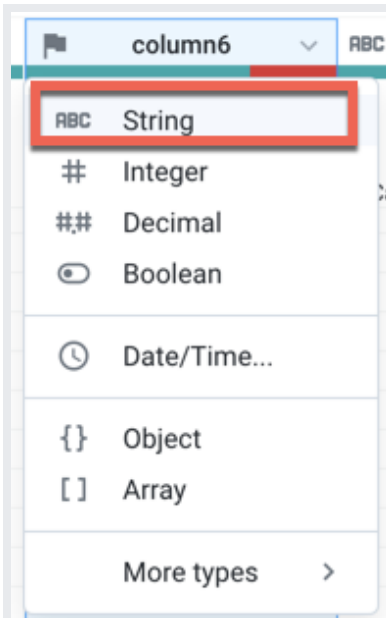 column6 ABC
ABC String
# Integer
#.# Decimal
Boolean
Date/Time...
{} Object
[] Array
More types >